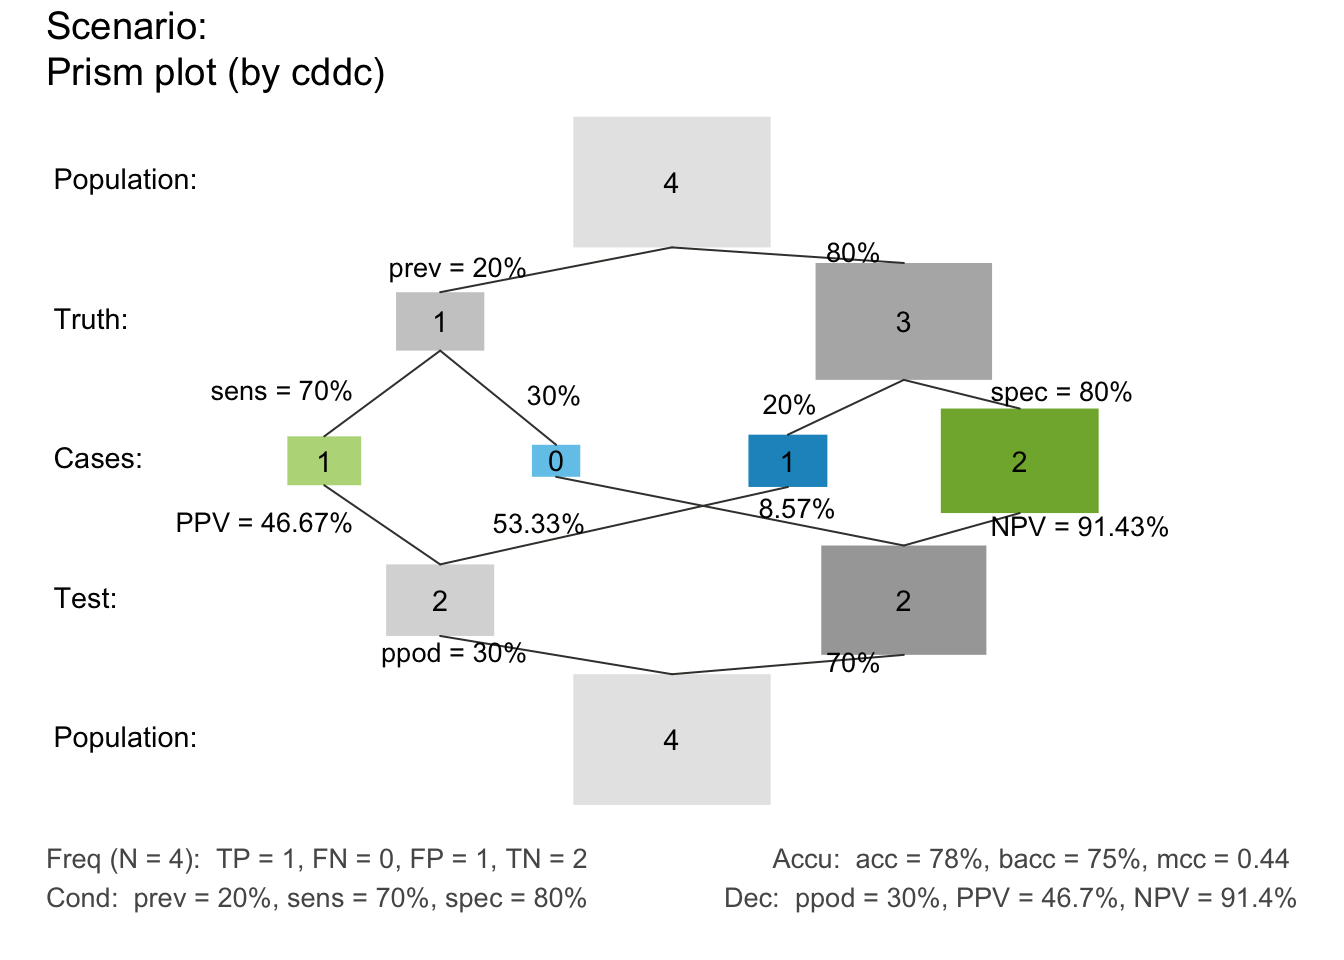 Scenario:
Prism plot (by cddc)
Population:
4
prev = 20%
80%
Truth:
1
3
sens = 70%
30%
20%
spec = 80%
Cases:
1
0
1
2
PPV = 46.67%
53.33%
8.57%
NPV = 91.43%
Test:
2
2
ppod = 30%
70%
Population:
4
Freq (N = 4):  TP = 1, FN = 0, FP = 1, TN = 2
Accu:  acc = 78%, bacc = 75%, mcc = 0.44
Cond:  prev = 20%, sens = 70%, spec = 80%
Dec:  ppod = 30%, PPV = 46.7%, NPV = 91.4%